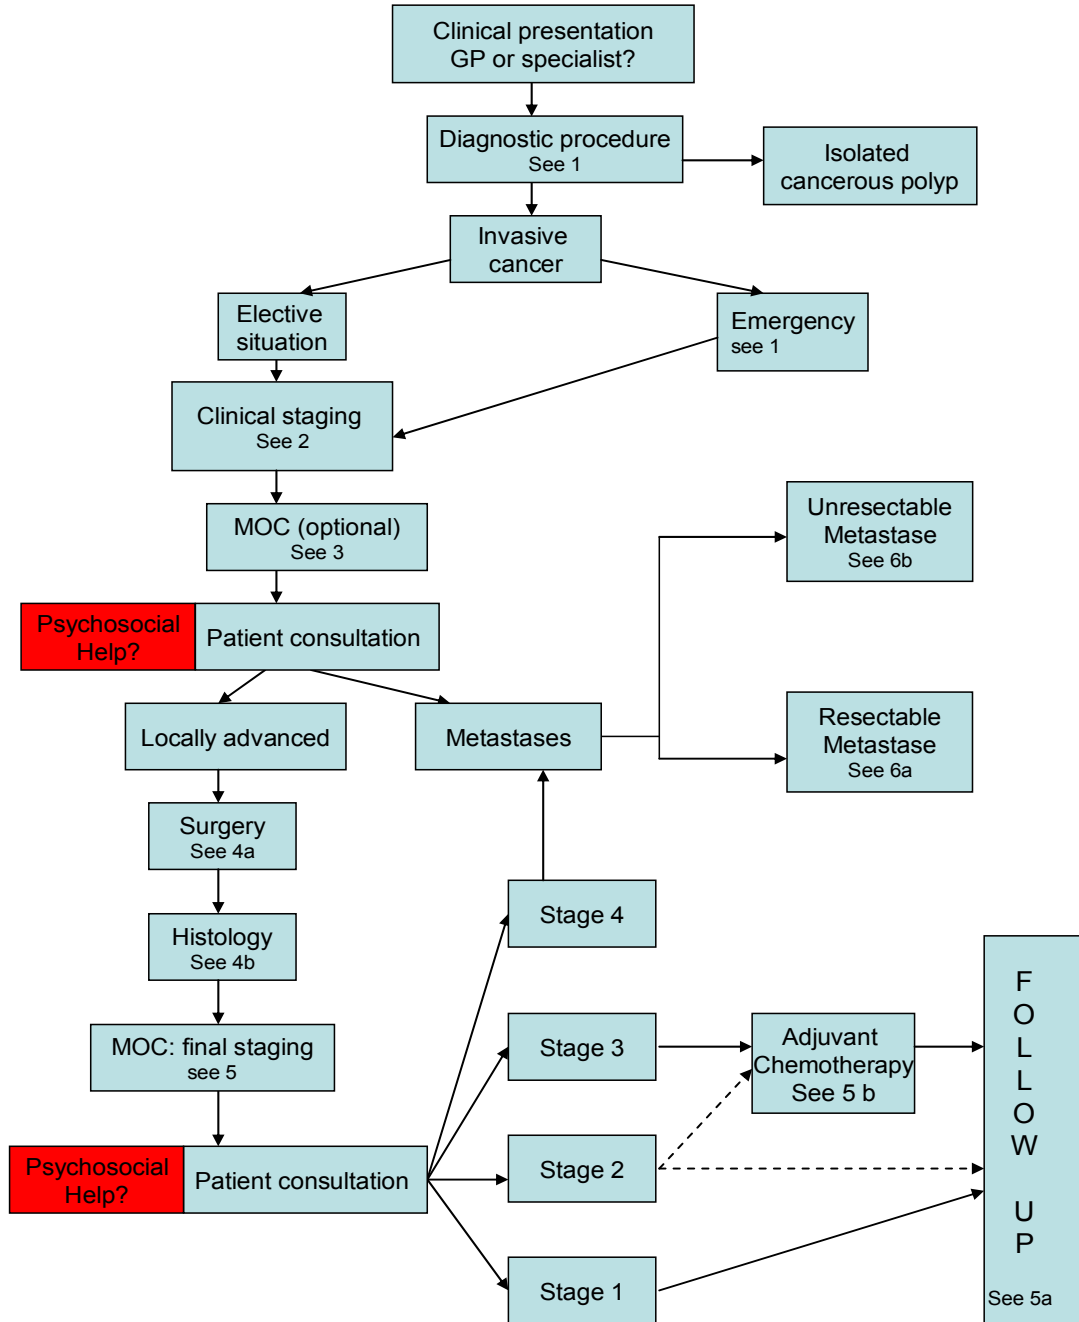 Clinical presentation
GP or specialist?
Diagnostic procedure
See 1
Isolated
cancerous polyp
Invasive
cancer
Elective
situation
Emergency
see 1
Clinical staging
See 2
MOC (optional)
See 3
Unresectable
Metastase
See 6b
Psychosocial
Help?
Patient consultation
Locally advanced
Metastases
Resectable
Metastase
See 6a
Surgery
See 4a
Histology
See 4b
Stage 4
MOC: final staging
see 5
Stage 3
Adjuvant
Chemotherapy
See 5 b
Psychosocial
Help?
Patient consultation
Stage 2
Stage 1
F
O
L
L
O
W
U
P
See 5a